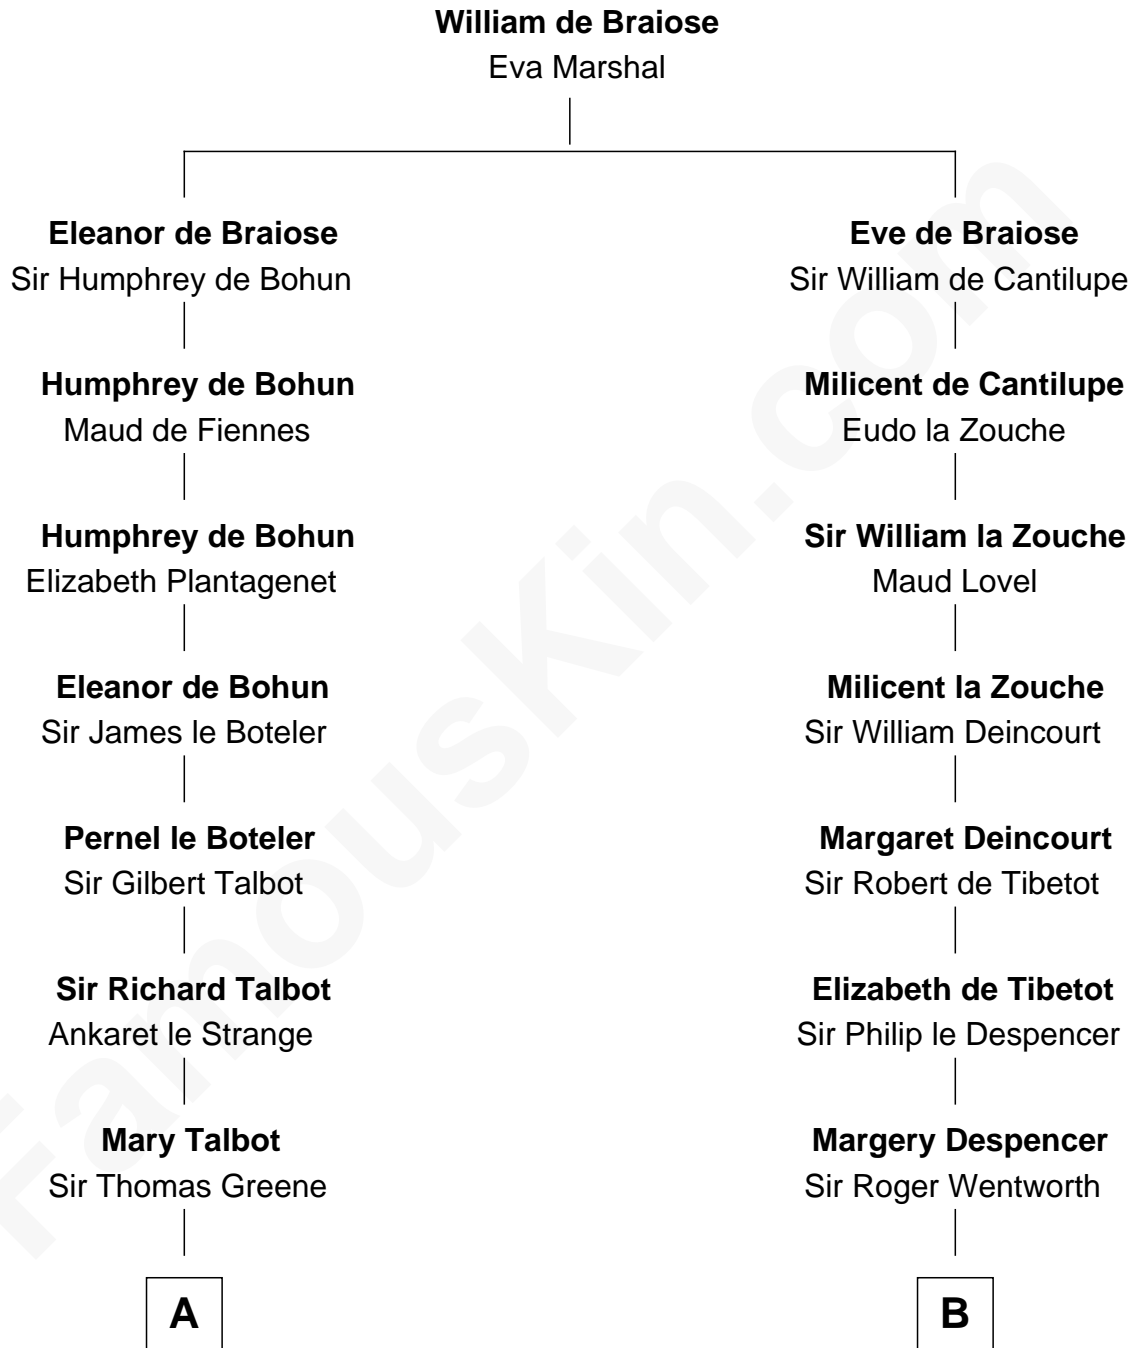 William de Braiose
Eva Marshal
Eleanor de Braiose
Sir Humphrey de Bohun
Eve de Braiose
Sir William de Cantilupe
Humphrey de Bohun
Maud de Fiennes
Milicent de Cantilupe
Eudo la Zouche
Humphrey de Bohun
Elizabeth Plantagenet
Sir William la Zouche
Maud Lovel
Eleanor de Bohun
Sir James le Boteler
Milicent la Zouche
Sir William Deincourt
Pernel le Boteler
Sir Gilbert Talbot
Margaret Deincourt
Sir Robert de Tibetot
Sir Richard Talbot
Ankaret le Strange
Elizabeth de Tibetot
Sir Philip le Despencer
Mary Talbot
Sir Thomas Greene
Margery Despencer
Sir Roger Wentworth
A
B
FamousKin.com